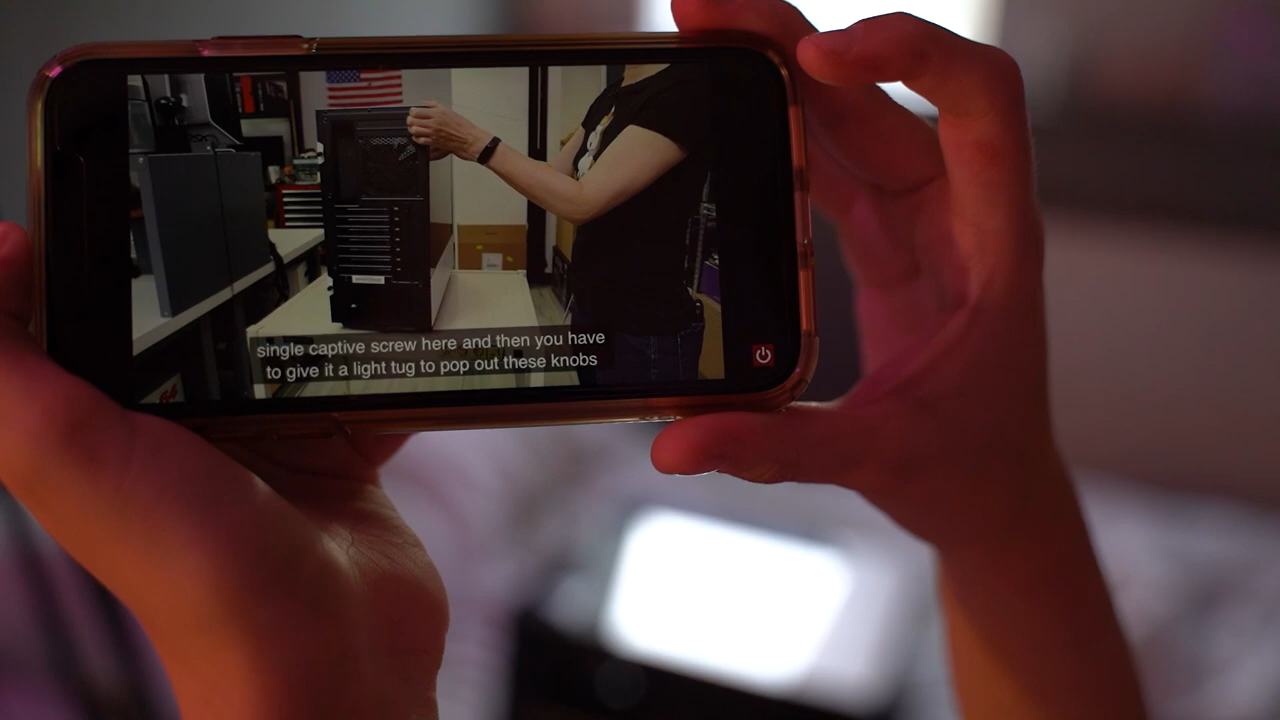 single captive screw here and then you have
to give it a light tug to pop out these knobs